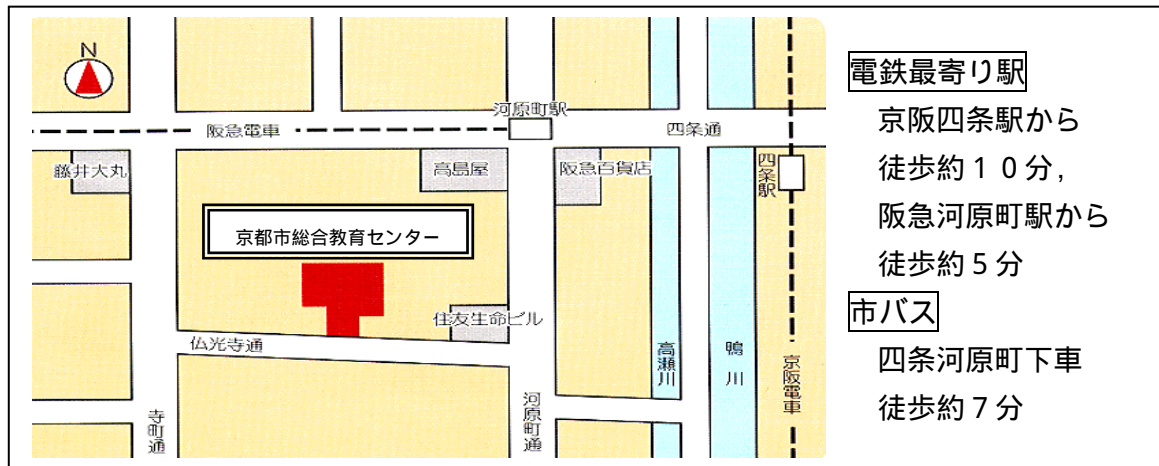 N
河原町駅
阪急電車
四条通
藤井大丸
高島屋
阪急百貨店
四条駅
京都市総合教育センター
住友生命ビル
仏光寺通
高瀬川
鴨川
京阪電車
寺町通
河原町通
電鉄最寄り駅
京阪四条駅から
徒歩約１０分，
阪急河原町駅から
徒歩約５分
市バス
四条河原町下車
徒歩約７分